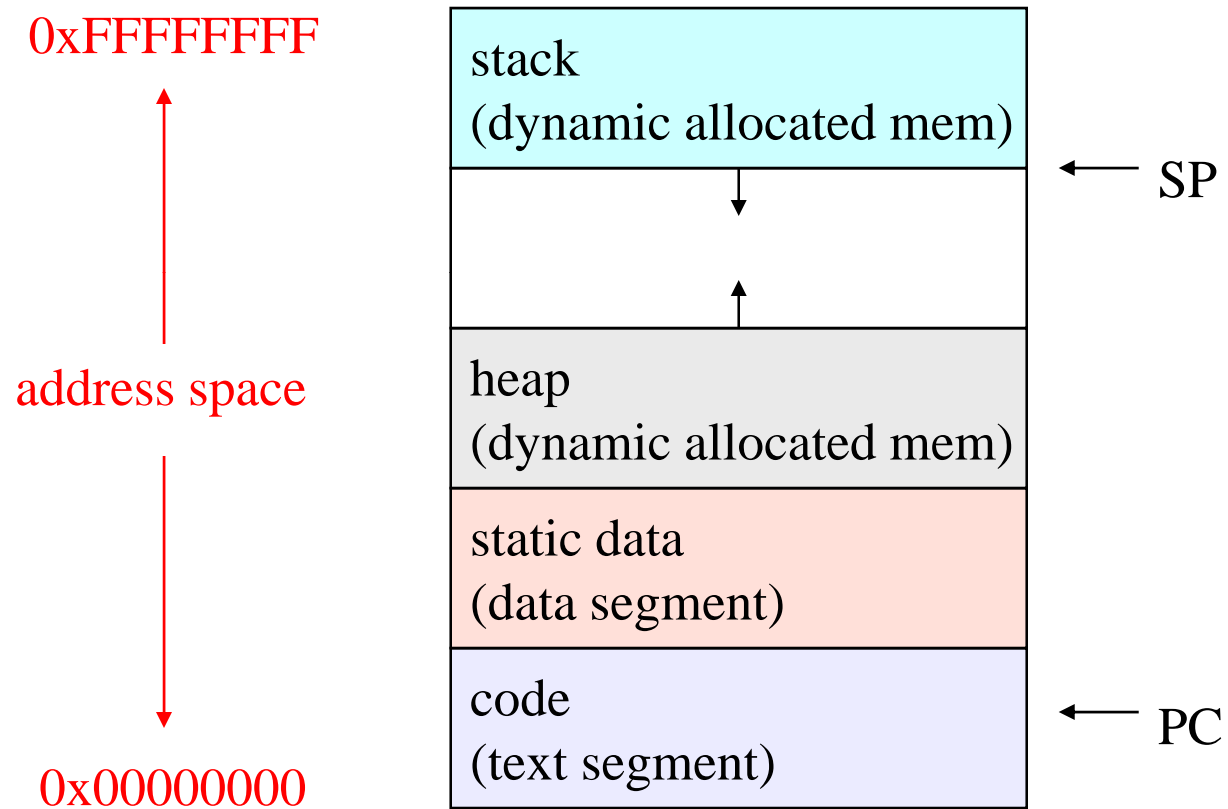 0xFFFFFFFF
stack
(dynamic allocated mem)
SP
address space
heap
(dynamic allocated mem)
static data
(data segment)
code
(text segment)
PC
0x00000000